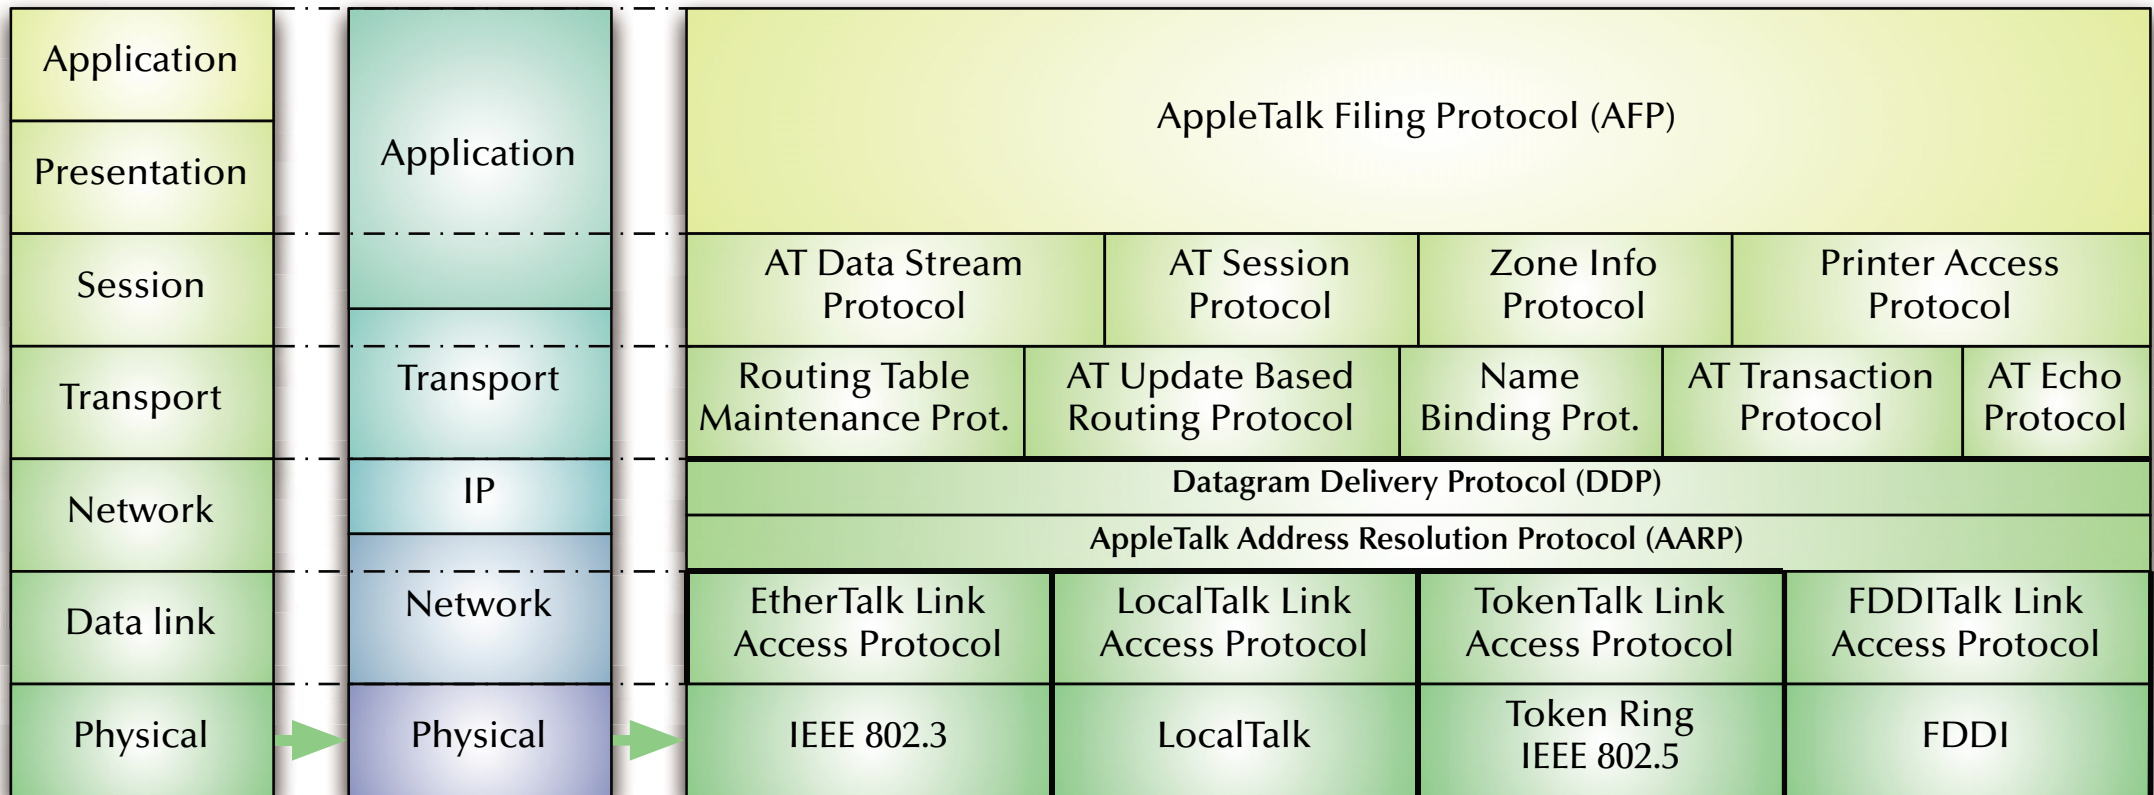 Application
Presentation
Session
Transport
Network
Data link
Physical
Application
Transport
IP
Network
Physical
AppleTalk Filing Protocol (AFP)
AT Data Stream
Protocol
AT Session
Protocol
Zone Info
Protocol
Printer Access
Protocol
Routing Table
Maintenance Prot.
AT Update Based
Routing Protocol
Name
Binding Prot.
AT Transaction
Protocol
AT Echo
Protocol
Datagram Delivery Protocol (DDP)
AppleTalk Address Resolution Protocol (AARP)
EtherTalk Link
Access Protocol
LocalTalk Link
Access Protocol
TokenTalk Link
Access Protocol
FDDITalk Link
Access Protocol
IEEE 802.3
LocalTalk
Token Ring
IEEE 802.5
FDDI